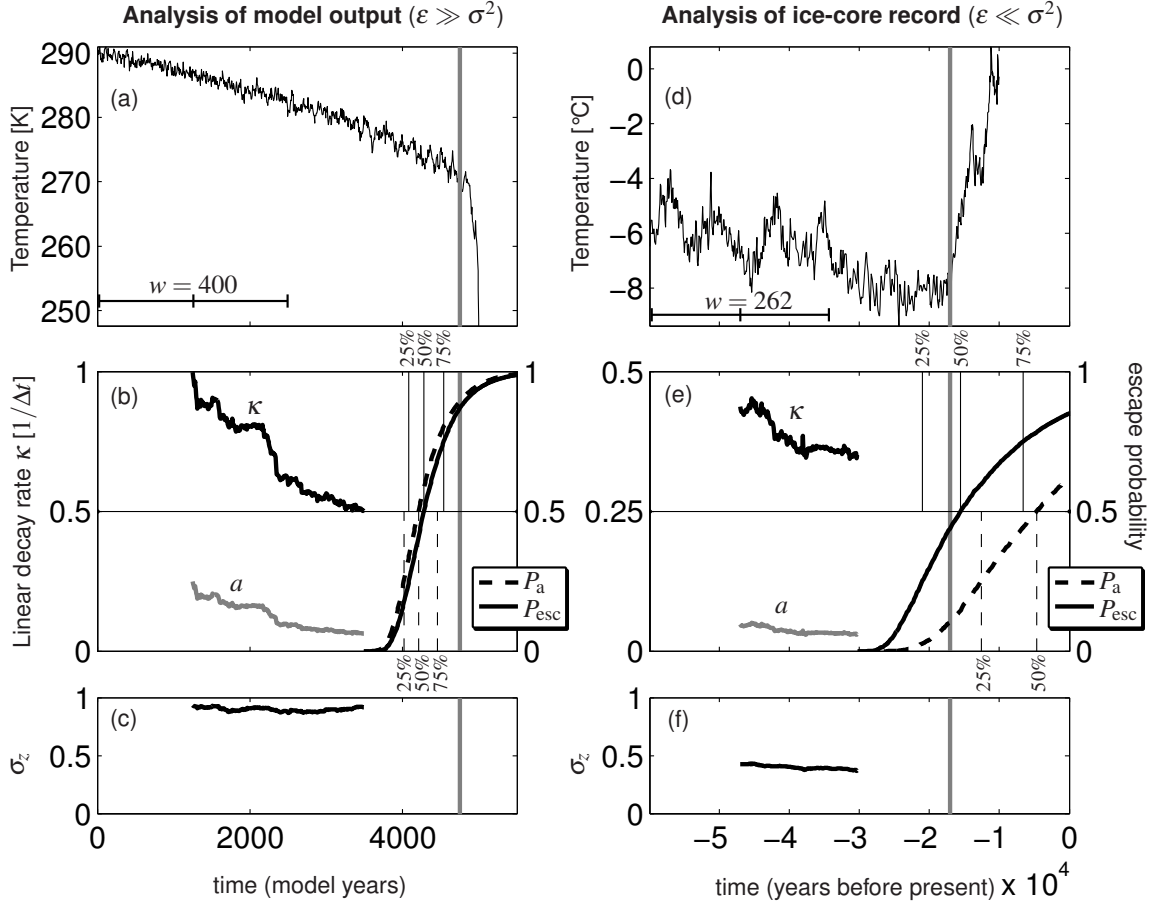 Analysis of model output (ε ≫ σ²)
Analysis of ice-core record (ε ≪ σ²)
290
280
270
260
250
Temperature [K]
(a)
w = 400
0
−2
−4
−6
−8
Temperature [°C]
(d)
w = 262
25%
50%
75%
25%
50%
75%
1
0.5
0
Linear decay rate κ [1/Δt]
(b)
κ
a
1
0.5
0
P_a
P_esc
25%
50%
75%
0.5
0.25
0
(e)
κ
a
1
0.5
0
escape probability
P_a
P_esc
25%
50%
1
0.5
0
σ_z
(c)
0
2000
4000
time (model years)
1
0.5
0
σ_z
(f)
−5
−4
−3
−2
−1
0
time (years before present) x 10⁴